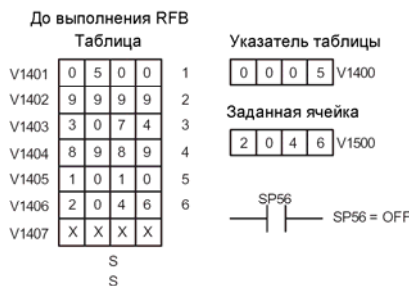 До выполнения RFB
Таблица
V1401 0 5 0 0 1
V1402 9 9 9 9 2
V1403 3 0 7 4 3
V1404 8 9 8 9 4
V1405 1 0 1 0 5
V1406 2 0 4 6 6
V1407 X X X X
S
S
Указатель таблицы
0 0 0 5 V1400
Заданная ячейка
2 0 4 6 V1500
SP56
SP56 = OFF